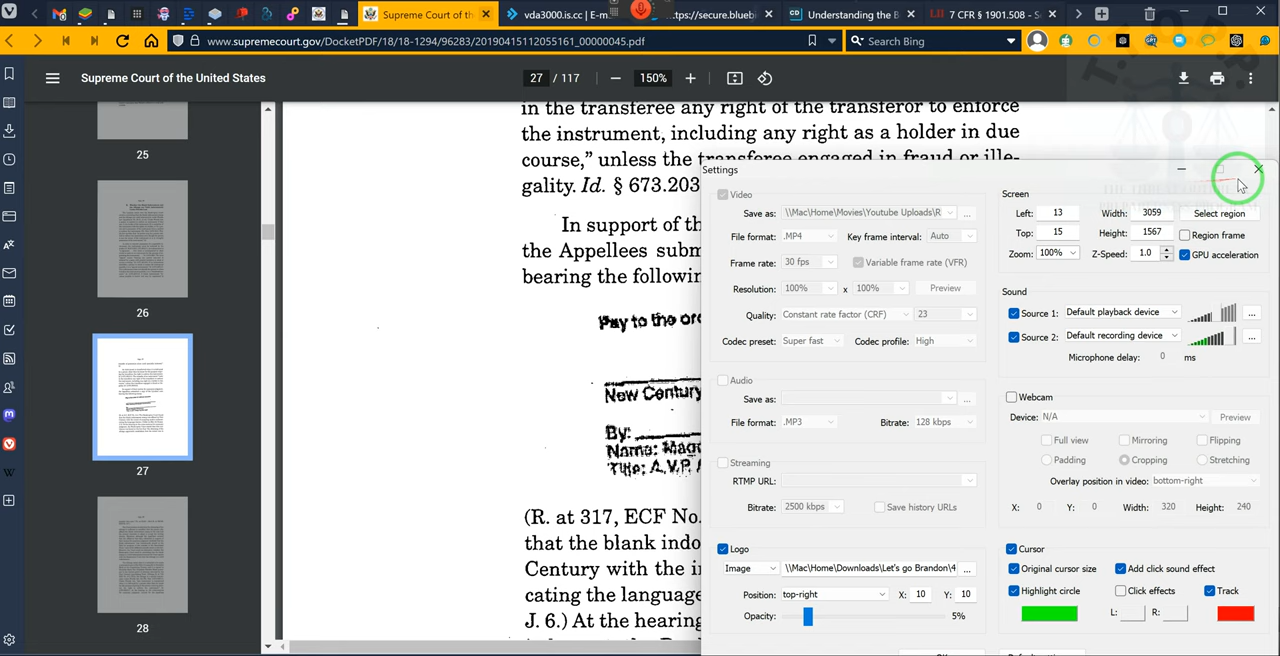 Supreme Court of the
vda3000.is.cc | E-m
https://secure.bluebi
Understanding the B
7 CFR § 1901.508 - S
www.supremecourt.gov/DocketPDF/18/18-1294/96283/20190415112055161_00000045.pdf
Search Bing
Supreme Court of the United States
27 / 117
150%
25
26
27
28
in the transferee any right of the transferor to enforce
the instrument, including any right as a holder in due
course,” unless the transferee engaged in fraud or ille-
gality. Id. § 673.203
In support of th
the Appellees subm
bearing the following
Pay to the ord
New Century
By:
Name: Magd
Title: A.V.P.
(R. at 317, ECF No.
that the blank indo
Century with the in
cating the language
J. 6.) At the hearing
Settings
Video
Save as: \\Mac\Home\Movies\Youtube Uploads\R ...
File format: .MP4 Key frame interval: Auto
Frame rate: 30 fps Variable frame rate (VFR)
Resolution: 100% x 100% Preview
Quality: Constant rate factor (CRF) 23
Codec preset: Super fast Codec profile: High
Audio
Save as: ...
File format: .MP3 Bitrate: 128 kbps
Streaming
RTMP URL:
Bitrate: 2500 kbps Save history URLs
Logo
Image \\Mac\Home\Downloads\Let's go Brandon\4 ...
Position: top-right X: 10 Y: 10
Opacity: 5%
Screen
Left: 13 Width: 3059 Select region
Top: 15 Height: 1567 Region frame
Zoom: 100% Z-Speed: 1.0 GPU acceleration
Sound
Source 1: Default playback device ...
Source 2: Default recording device ...
Microphone delay: 0 ms
Webcam
Device: N/A Preview
Full view Mirroring Flipping
Padding Cropping Stretching
Overlay position in video: bottom-right
X: 0 Y: 0 Width: 320 Height: 240
Cursor
Original cursor size Add click sound effect
Highlight circle Click effects Track
L: R: